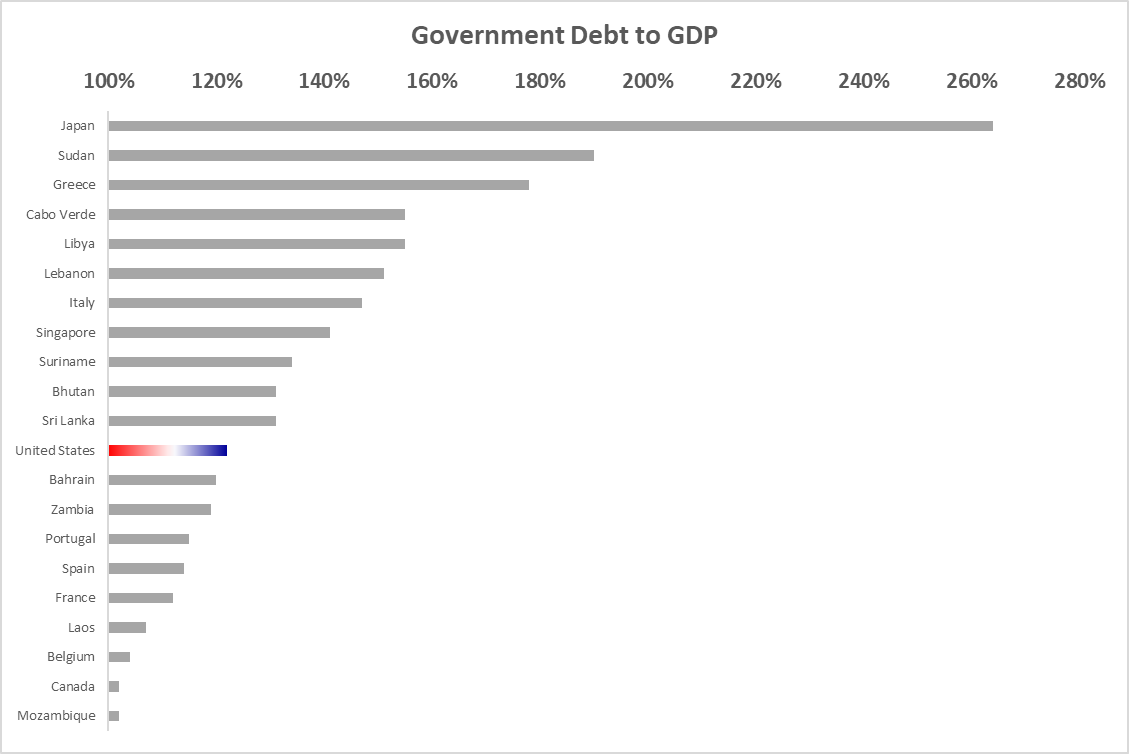 Government Debt to GDP
100% 120% 140% 160% 180% 200% 220% 240% 260% 280%
Japan
Sudan
Greece
Cabo Verde
Libya
Lebanon
Italy
Singapore
Suriname
Bhutan
Sri Lanka
United States
Bahrain
Zambia
Portugal
Spain
France
Laos
Belgium
Canada
Mozambique